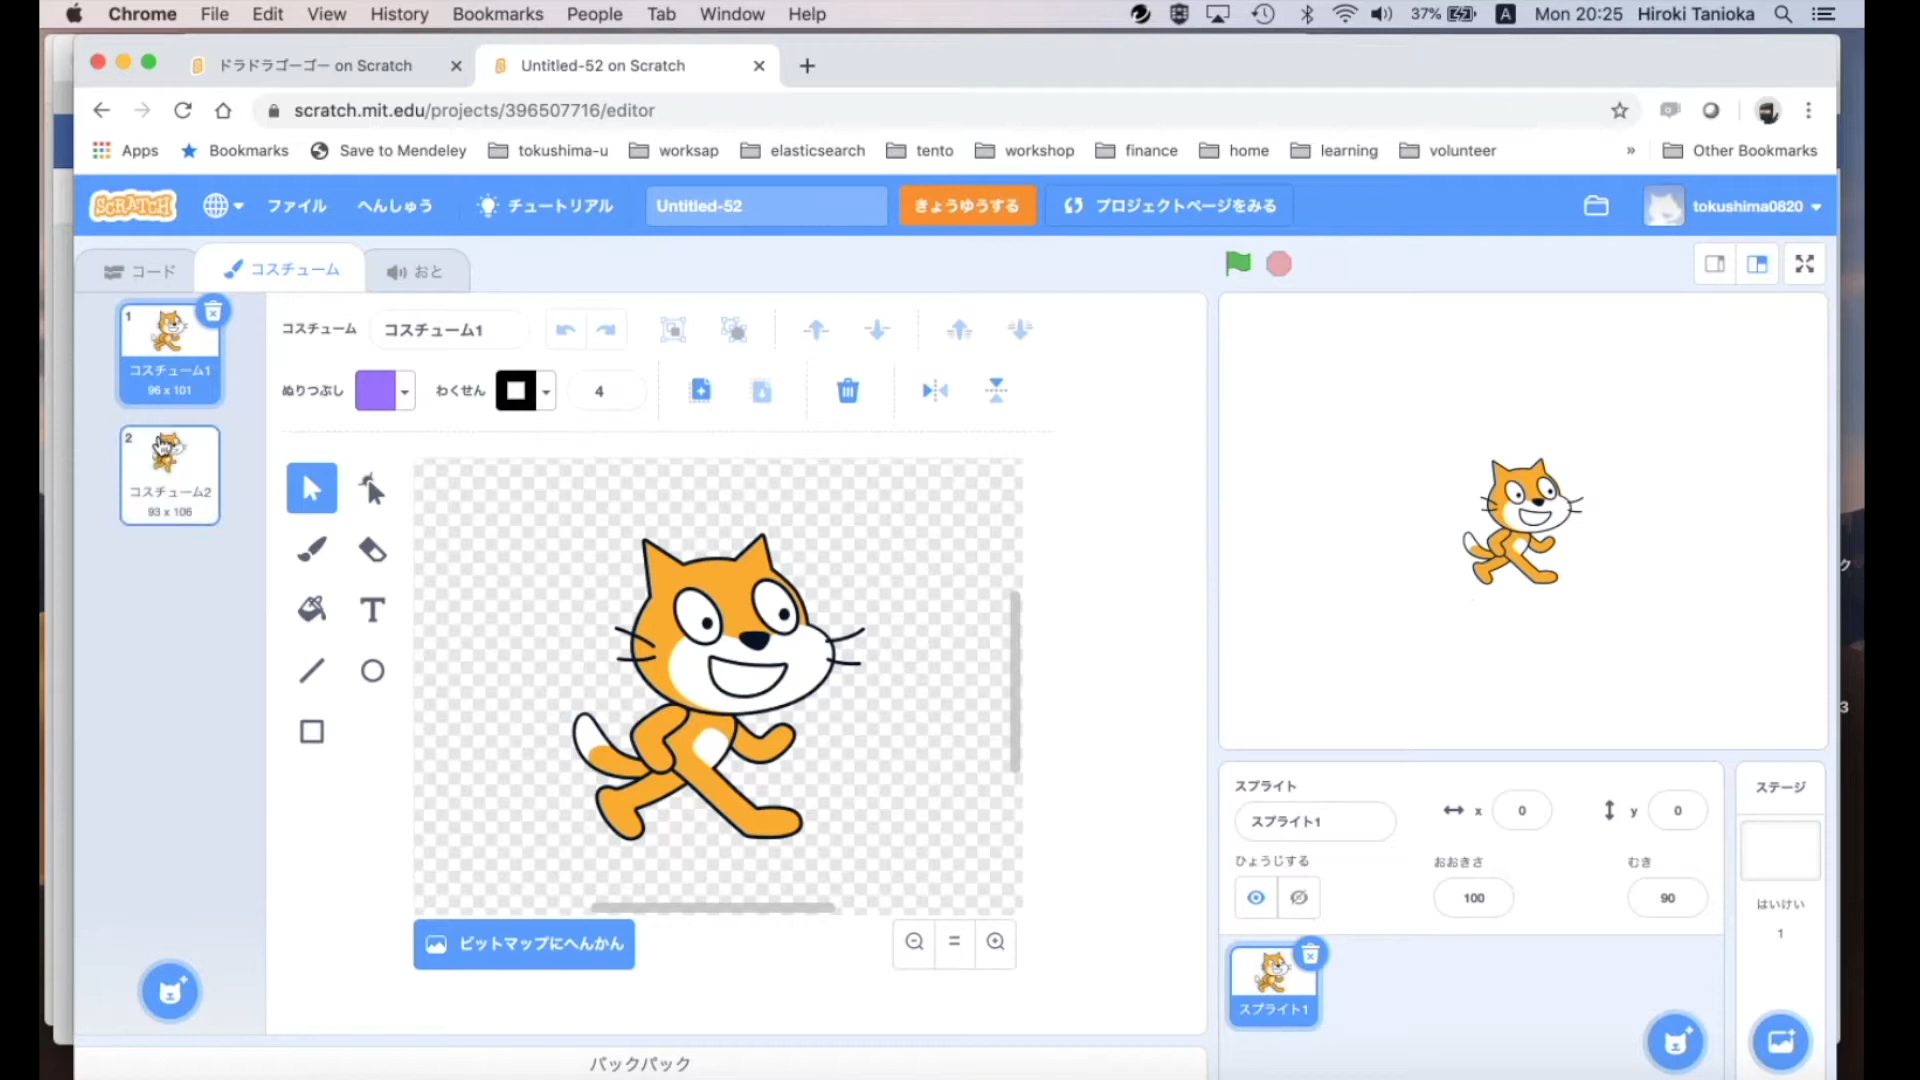 Chrome File Edit View History Bookmarks People Tab Window Help 37% A Mon 20:25 Hiroki Tanioka
ドラドラゴーゴー on Scratch Untitled-52 on Scratch
scratch.mit.edu/projects/396507716/editor
Apps Bookmarks Save to Mendeley tokushima-u worksap elasticsearch tento workshop finance home learning volunteer » Other Bookmarks
SCRATCH ファイル へんしゅう チュートリアル Untitled-52 きょうゆうする プロジェクトページをみる tokushima0820
コード コスチューム おと
1
コスチューム1
96 x 101
2
コスチューム2
93 x 106
コスチューム コスチューム1
ぬりつぶし わくせん 4
T
ビットマップにへんかん
バックパック
スプライト
スプライト1 x 0 y 0
ひょうじする おおきさ むき
100 90
スプライト1
ステージ
はいけい
1
ク
3